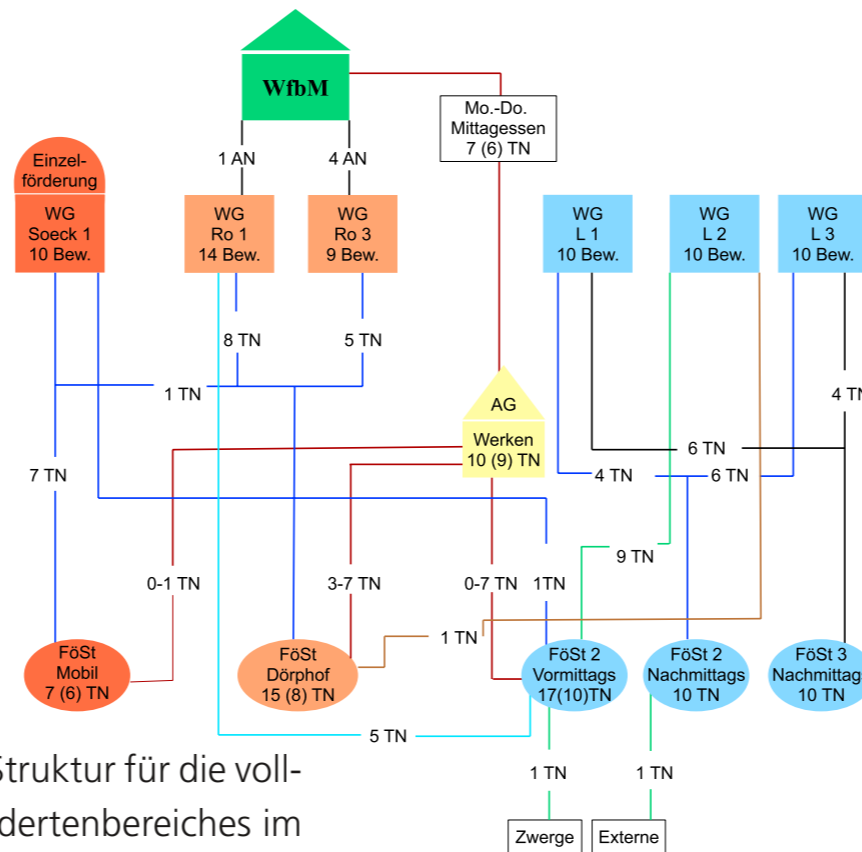 WfbM
Mo.-Do.
Mittagessen
7 (6) TN
1 AN
4 AN
Einzel-
förderung
WG
Soeck 1
10 Bew.
WG
Ro 1
14 Bew.
WG
Ro 3
9 Bew.
WG
L 1
10 Bew.
WG
L 2
10 Bew.
WG
L 3
10 Bew.
8 TN
5 TN
1 TN
4 TN
AG
Werken
10 (9) TN
6 TN
7 TN
4 TN
6 TN
9 TN
0-1 TN
3-7 TN
0-7 TN
1TN
1 TN
FöSt
Mobil
7 (6) TN
FöSt
Dörphof
15 (8) TN
FöSt 2
Vormittags
17(10)TN
FöSt 2
Nachmittags
10 TN
FöSt 3
Nachmittags
10 TN
5 TN
Struktur für die voll-
dertenbereiches im
1 TN
1 TN
Zwerge
Externe